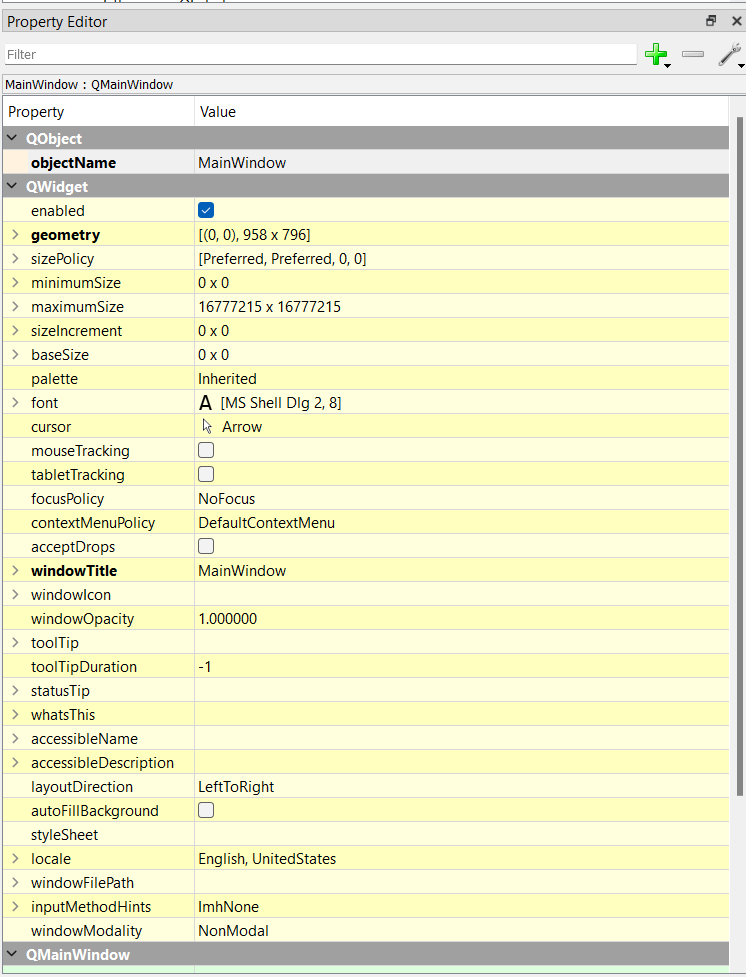 Property Editor
Filter
MainWindow : QMainWindow
Property Value
QObject
objectName MainWindow
QWidget
enabled
geometry [(0, 0), 958 x 796]
sizePolicy [Preferred, Preferred, 0, 0]
minimumSize 0 x 0
maximumSize 16777215 x 16777215
sizeIncrement 0 x 0
baseSize 0 x 0
palette Inherited
font A [MS Shell Dlg 2, 8]
cursor Arrow
mouseTracking
tabletTracking
focusPolicy NoFocus
contextMenuPolicy DefaultContextMenu
acceptDrops
windowTitle MainWindow
windowIcon
windowOpacity 1.000000
toolTip
toolTipDuration -1
statusTip
whatsThis
accessibleName
accessibleDescription
layoutDirection LeftToRight
autoFillBackground
styleSheet
locale English, UnitedStates
windowFilePath
inputMethodHints ImhNone
windowModality NonModal
QMainWindow